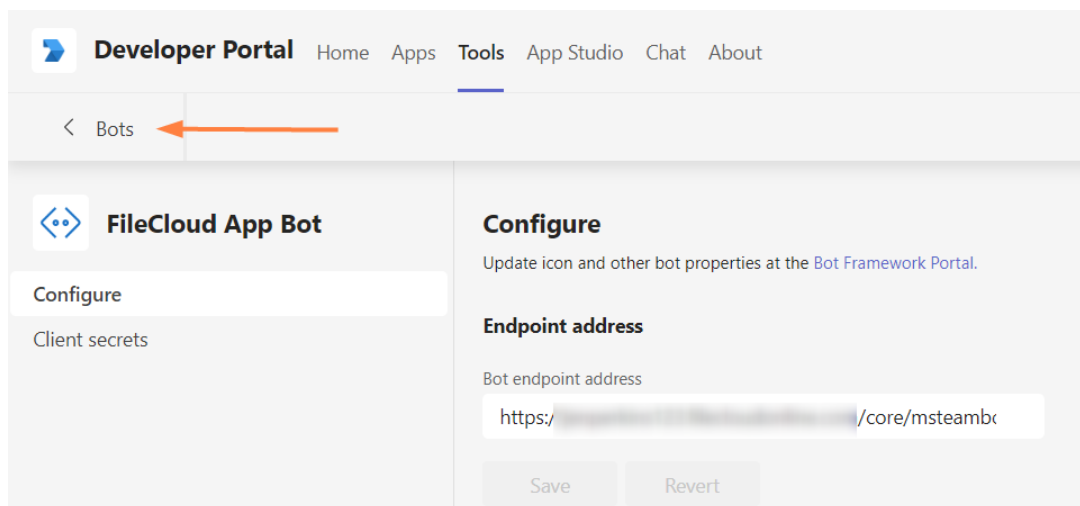 Developer Portal Home Apps Tools App Studio Chat About
Bots
FileCloud App Bot
Configure
Client secrets
Configure
Update icon and other bot properties at the Bot Framework Portal.
Endpoint address
Bot endpoint address
https:/ /core/msteambo
Save Revert